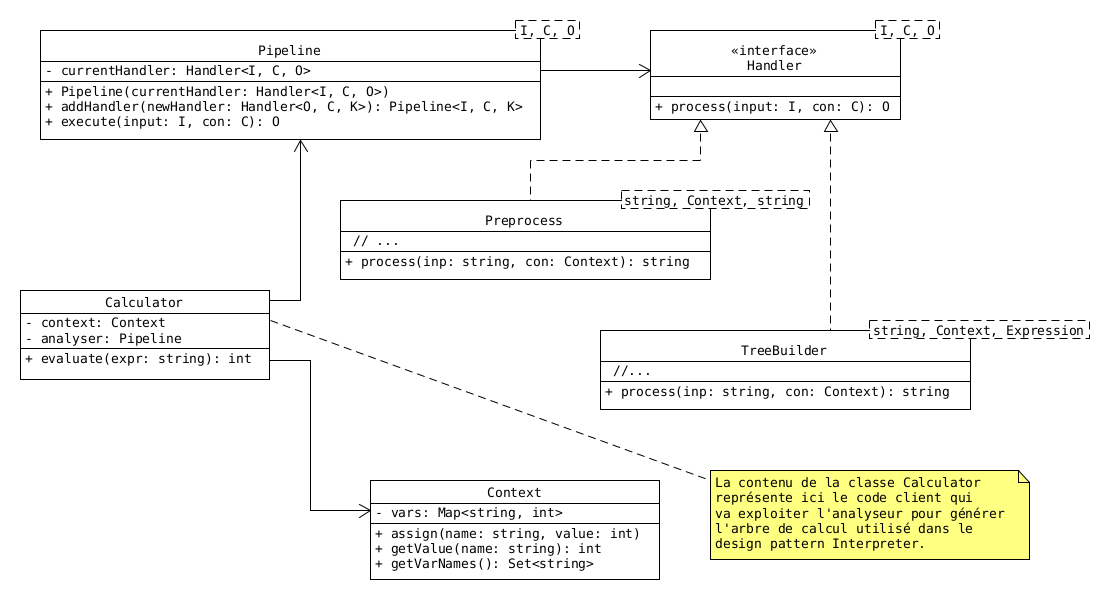 I, C, O
Pipeline
- currentHandler: Handler<I, C, O>
+ Pipeline(currentHandler: Handler<I, C, O>)
+ addHandler(newHandler: Handler<O, C, K>): Pipeline<I, C, K>
+ execute(input: I, con: C): O
I, C, O
«interface»
Handler
+ process(input: I, con: C): O
string, Context, string
Preprocess
// ...
+ process(inp: string, con: Context): string
Calculator
- context: Context
- analyser: Pipeline
+ evaluate(expr: string): int
string, Context, Expression
TreeBuilder
//...
+ process(inp: string, con: Context): string
Context
- vars: Map<string, int>
+ assign(name: string, value: int)
+ getValue(name: string): int
+ getVarNames(): Set<string>
La contenu de la classe Calculator
représente ici le code client qui
va exploiter l'analyseur pour générer
l'arbre de calcul utilisé dans le
design pattern Interpreter.